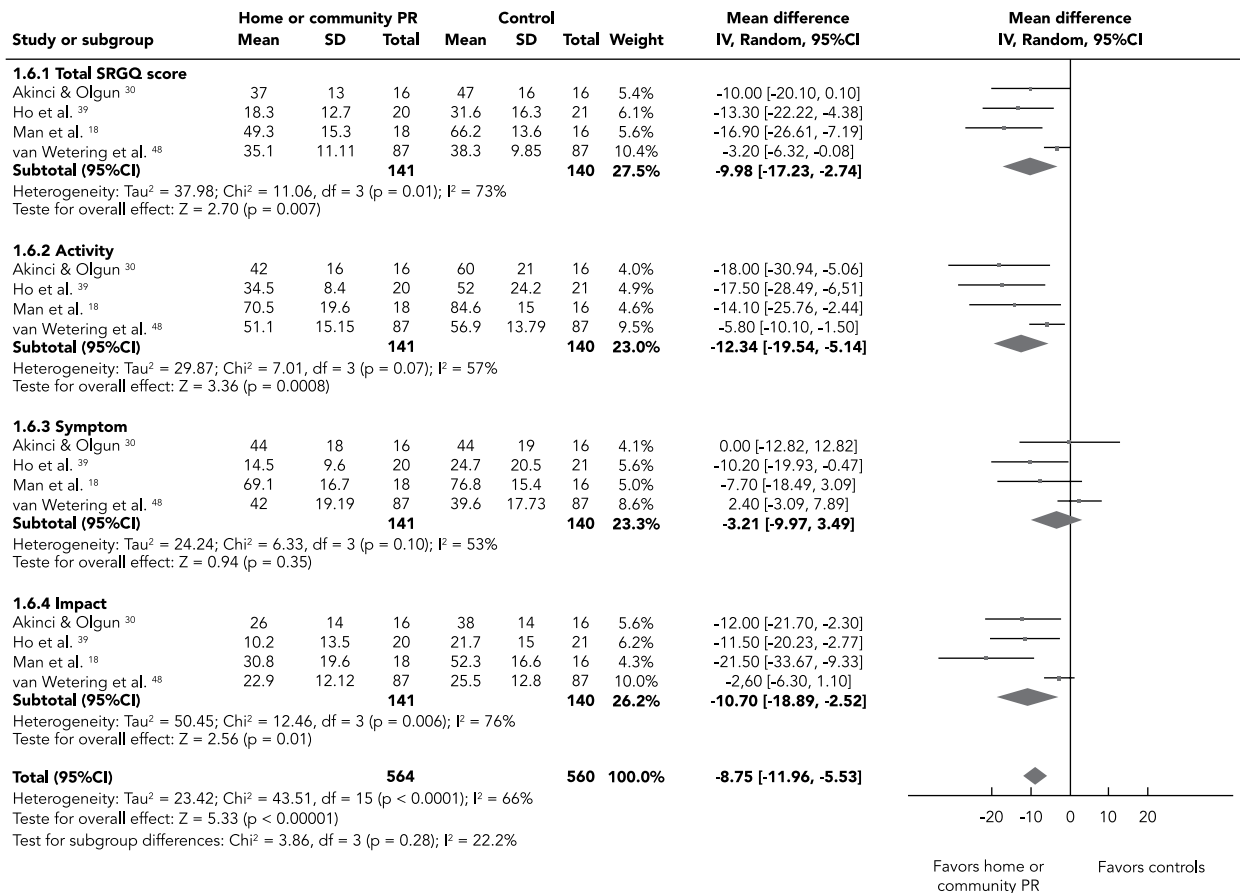 Home or community PR Control Mean difference Mean difference
Study or subgroup Mean SD Total Mean SD Total Weight IV, Random, 95%CI IV, Random, 95%CI
1.6.1 Total SRGQ score
Akinci & Olgun 30 37 13 16 47 16 16 5.4% -10.00 [-20.10, 0.10]
Ho et al. 39 18.3 12.7 20 31.6 16.3 21 6.1% -13.30 [-22.22, -4.38]
Man et al. 18 49.3 15.3 18 66.2 13.6 16 5.6% -16.90 [-26.61, -7.19]
van Wetering et al. 48 35.1 11.11 87 38.3 9.85 87 10.4% -3.20 [-6.32, -0.08]
Subtotal (95%CI) 141 140 27.5% -9.98 [-17.23, -2.74]
Heterogeneity: Tau² = 37.98; Chi² = 11.06, df = 3 (p = 0.01); I² = 73%
Teste for overall effect: Z = 2.70 (p = 0.007)
1.6.2 Activity
Akinci & Olgun 30 42 16 16 60 21 16 4.0% -18.00 [-30.94, -5.06]
Ho et al. 39 34.5 8.4 20 52 24.2 21 4.9% -17.50 [-28.49, -6,51]
Man et al. 18 70.5 19.6 18 84.6 15 16 4.6% -14.10 [-25.76, -2.44]
van Wetering et al. 48 51.1 15.15 87 56.9 13.79 87 9.5% -5.80 [-10.10, -1.50]
Subtotal (95%CI) 141 140 23.0% -12.34 [-19.54, -5.14]
Heterogeneity: Tau² = 29.87; Chi² = 7.01, df = 3 (p = 0.07); I² = 57%
Teste for overall effect: Z = 3.36 (p = 0.0008)
1.6.3 Symptom
Akinci & Olgun 30 44 18 16 44 19 16 4.1% 0.00 [-12.82, 12.82]
Ho et al. 39 14.5 9.6 20 24.7 20.5 21 5.6% -10.20 [-19.93, -0.47]
Man et al. 18 69.1 16.7 18 76.8 15.4 16 5.0% -7.70 [-18.49, 3.09]
van Wetering et al. 48 42 19.19 87 39.6 17.73 87 8.6% 2.40 [-3.09, 7.89]
Subtotal (95%CI) 141 140 23.3% -3.21 [-9.97, 3.49]
Heterogeneity: Tau² = 24.24; Chi² = 6.33, df = 3 (p = 0.10); I² = 53%
Teste for overall effect: Z = 0.94 (p = 0.35)
1.6.4 Impact
Akinci & Olgun 30 26 14 16 38 14 16 5.6% -12.00 [-21.70, -2.30]
Ho et al. 39 10.2 13.5 20 21.7 15 21 6.2% -11.50 [-20.23, -2.77]
Man et al. 18 30.8 19.6 18 52.3 16.6 16 4.3% -21.50 [-33.67, -9.33]
van Wetering et al. 48 22.9 12.12 87 25.5 12.8 87 10.0% -2,60 [-6.30, 1.10]
Subtotal (95%CI) 141 140 26.2% -10.70 [-18.89, -2.52]
Heterogeneity: Tau² = 50.45; Chi² = 12.46, df = 3 (p = 0.006); I² = 76%
Teste for overall effect: Z = 2.56 (p = 0.01)
Total (95%CI) 564 560 100.0% -8.75 [-11.96, -5.53]
Heterogeneity: Tau² = 23.42; Chi² = 43.51, df = 15 (p < 0.0001); I² = 66%
Teste for overall effect: Z = 5.33 (p < 0.00001)
Test for subgroup differences: Chi² = 3.86, df = 3 (p = 0.28); I² = 22.2%
-20 -10 0 10 20
Favors home or Favors controls
community PR